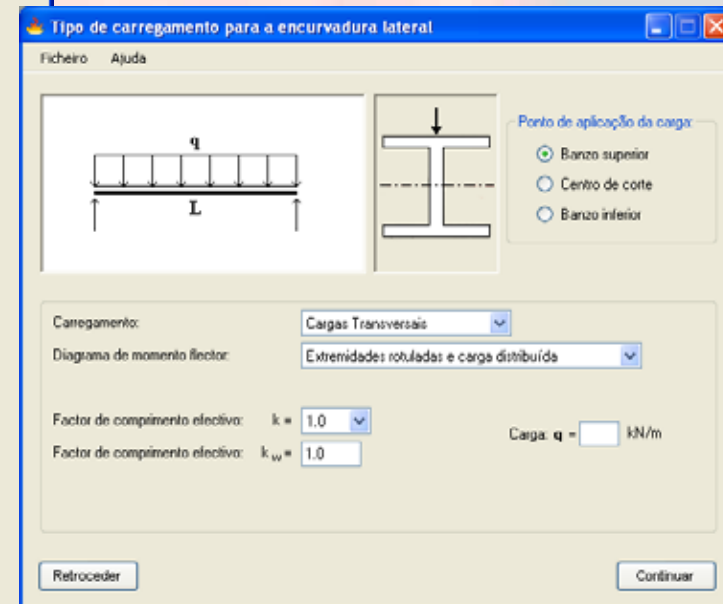 Tipo de carregamento para a encurvadura lateral
Ficheiro Ajuda
q
L
Ponto de aplicação da carga:
Banzo superior
Centro de corte
Banzo inferior
Carregamento: Cargas Transversais
Diagrama de momento flector: Extremidades rotuladas e carga distribuída
Factor de comprimento efectivo: k = 1.0
Factor de comprimento efectivo: k w = 1.0
Carga: q = kN/m
Retroceder Continuar